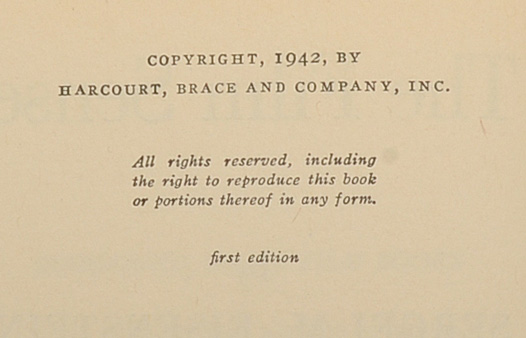 COPYRIGHT, 1942, BY
HARCOURT, BRACE AND COMPANY, INC.
All rights reserved, including
the right to reproduce this book
or portions thereof in any form.
first edition